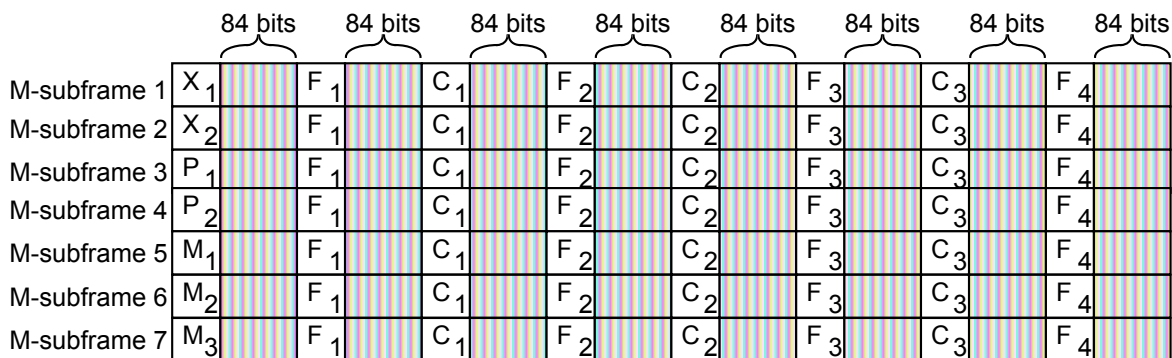 84 bits 84 bits 84 bits 84 bits 84 bits 84 bits 84 bits 84 bits
M-subframe 1 X1 F1 C1 F2 C2 F3 C3 F4
M-subframe 2 X2 F1 C1 F2 C2 F3 C3 F4
M-subframe 3 P1 F1 C1 F2 C2 F3 C3 F4
M-subframe 4 P2 F1 C1 F2 C2 F3 C3 F4
M-subframe 5 M1 F1 C1 F2 C2 F3 C3 F4
M-subframe 6 M2 F1 C1 F2 C2 F3 C3 F4
M-subframe 7 M3 F1 C1 F2 C2 F3 C3 F4